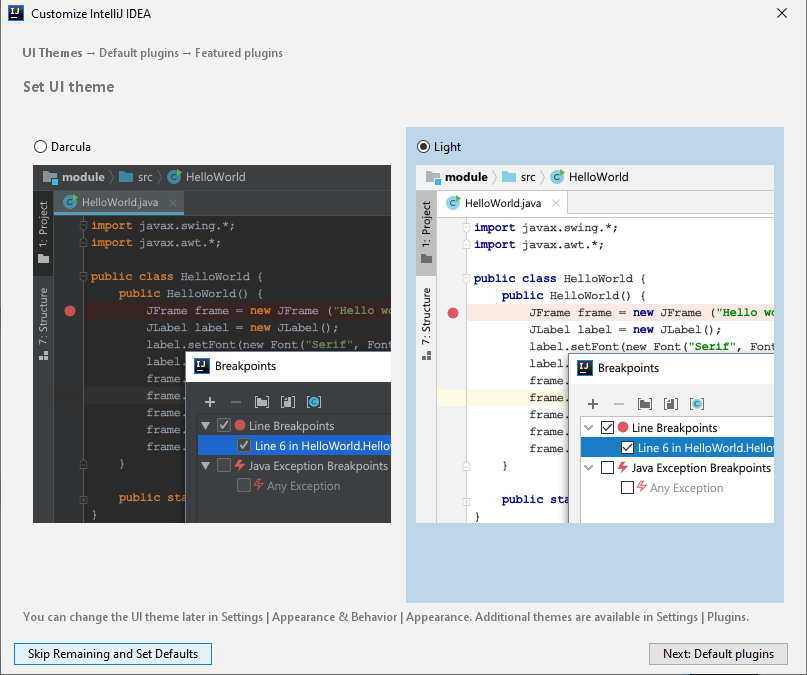 Customize IntelliJ IDEA
UI Themes → Default plugins → Featured plugins
Set UI theme
Darcula
module src HelloWorld
HelloWorld.java
1: Project
7: Structure
import javax.swing.*;
import javax.awt.*;
public class HelloWorld {
public HelloWorld() {
JFrame frame = new JFrame ("Hello wo
JLabel label = new JLabel();
label.setFont(new Font("Serif", Font
label.
frame.
frame.
frame.
frame.
frame.
}
public sta
}
IJ Breakpoints
Line Breakpoints
Line 6 in HelloWorld.Hello
Java Exception Breakpoints
Any Exception
Light
module src HelloWorld
HelloWorld.java
1: Project
7: Structure
import javax.swing.*;
import javax.awt.*;
public class HelloWorld {
public HelloWorld() {
JFrame frame = new JFrame ("Hello wo
JLabel label = new JLabel();
label.setFont(new Font("Serif", Font
label.
frame.
frame.
frame.
frame.
frame.
}
public sta
}
IJ Breakpoints
Line Breakpoints
Line 6 in HelloWorld.Hello
Java Exception Breakpoints
Any Exception
You can change the UI theme later in Settings | Appearance & Behavior | Appearance. Additional themes are available in Settings | Plugins.
Skip Remaining and Set Defaults
Next: Default plugins